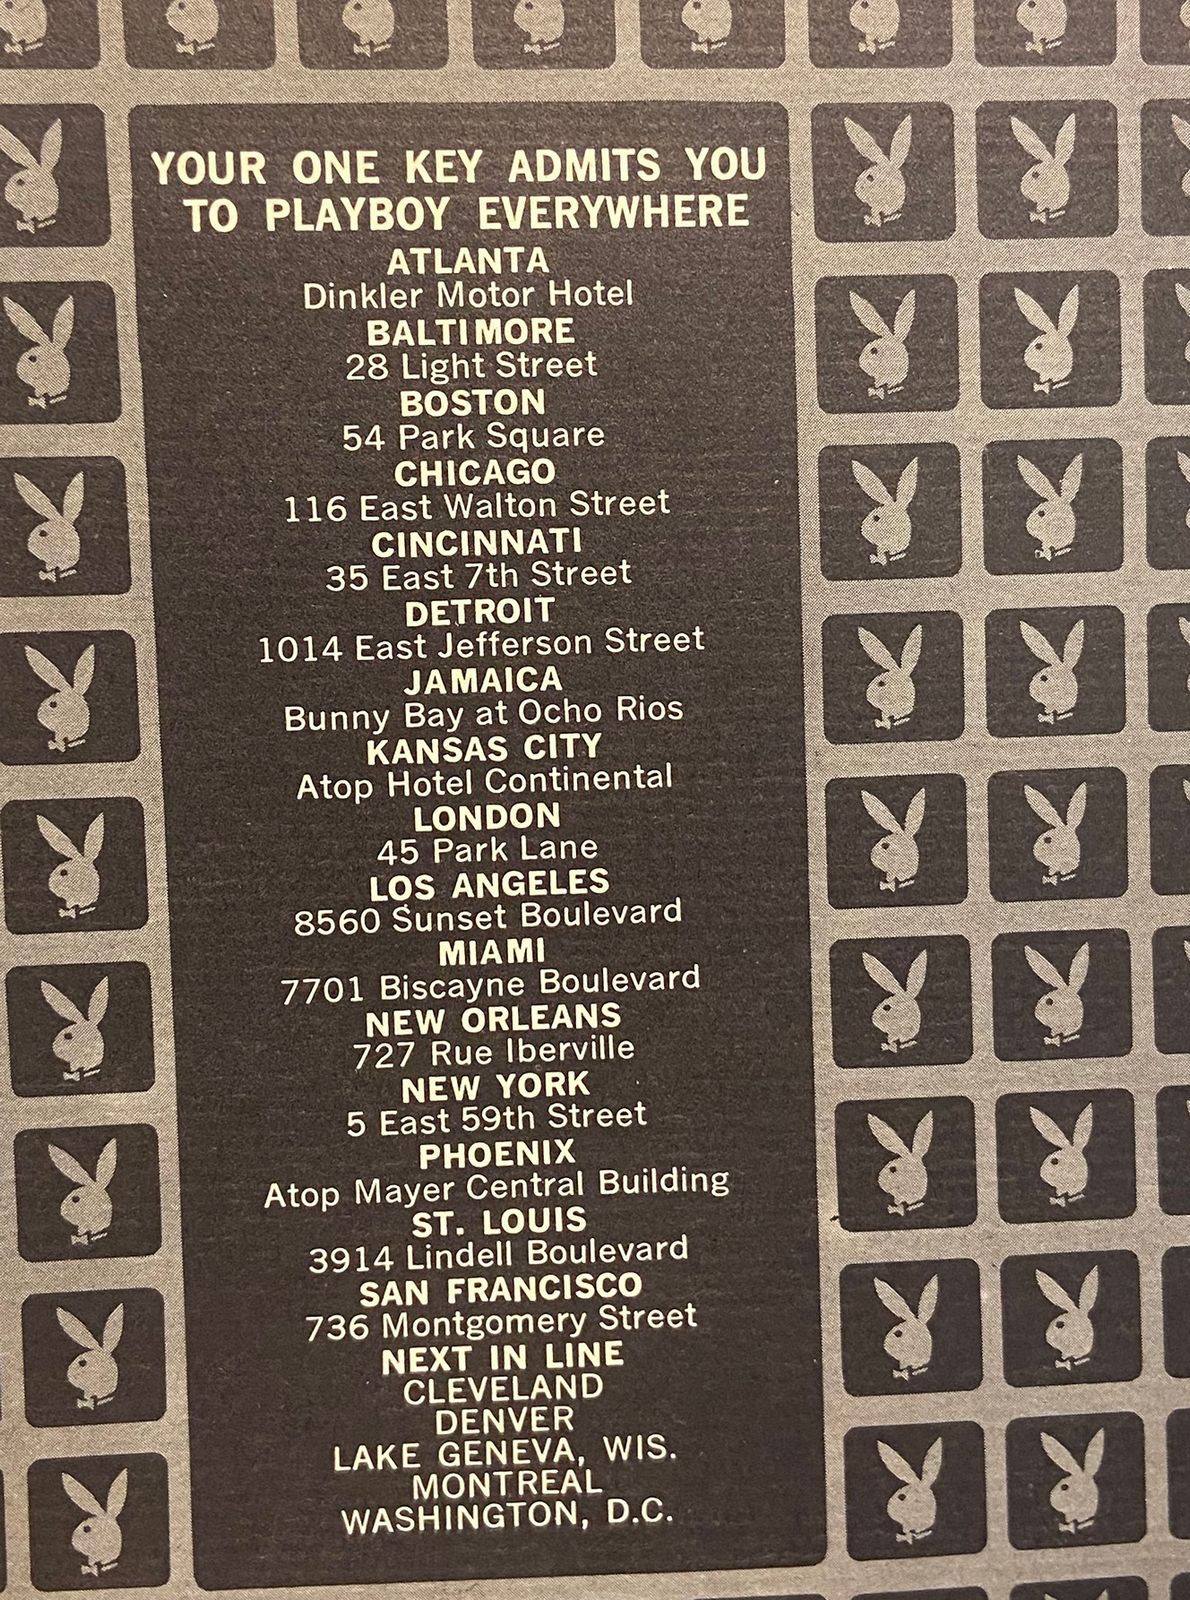 YOUR ONE KEY ADMITS YOU
TO PLAYBOY EVERYWHERE
ATLANTA
Dinkler Motor Hotel
BALTIMORE
28 Light Street
BOSTON
54 Park Square
CHICAGO
116 East Walton Street
CINCINNATI
35 East 7th Street
DETROIT
1014 East Jefferson Street
JAMAICA
Bunny Bay at Ocho Rios
KANSAS CITY
Atop Hotel Continental
LONDON
45 Park Lane
LOS ANGELES
8560 Sunset Boulevard
MIAMI
7701 Biscayne Boulevard
NEW ORLEANS
727 Rue Iberville
NEW YORK
5 East 59th Street
PHOENIX
Atop Mayer Central Building
ST. LOUIS
3914 Lindell Boulevard
SAN FRANCISCO
736 Montgomery Street
NEXT IN LINE
CLEVELAND
DENVER
LAKE GENEVA, WIS.
MONTREAL
WASHINGTON, D.C.